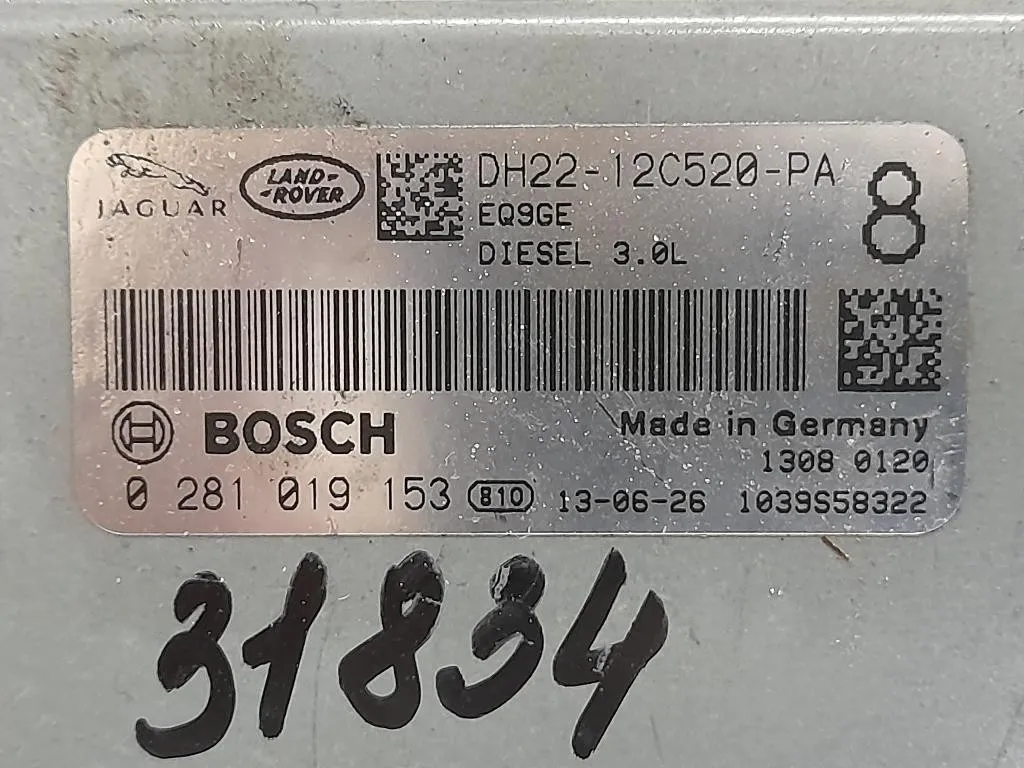 JAGUAR
LAND-
-ROVER
DH22-12C520-PA
EQ9GE
DIESEL 3.0L
8
BOSCH
Made in Germany
1308 0120
0 281 019 153 810 13-06-26 1039S58322
31834